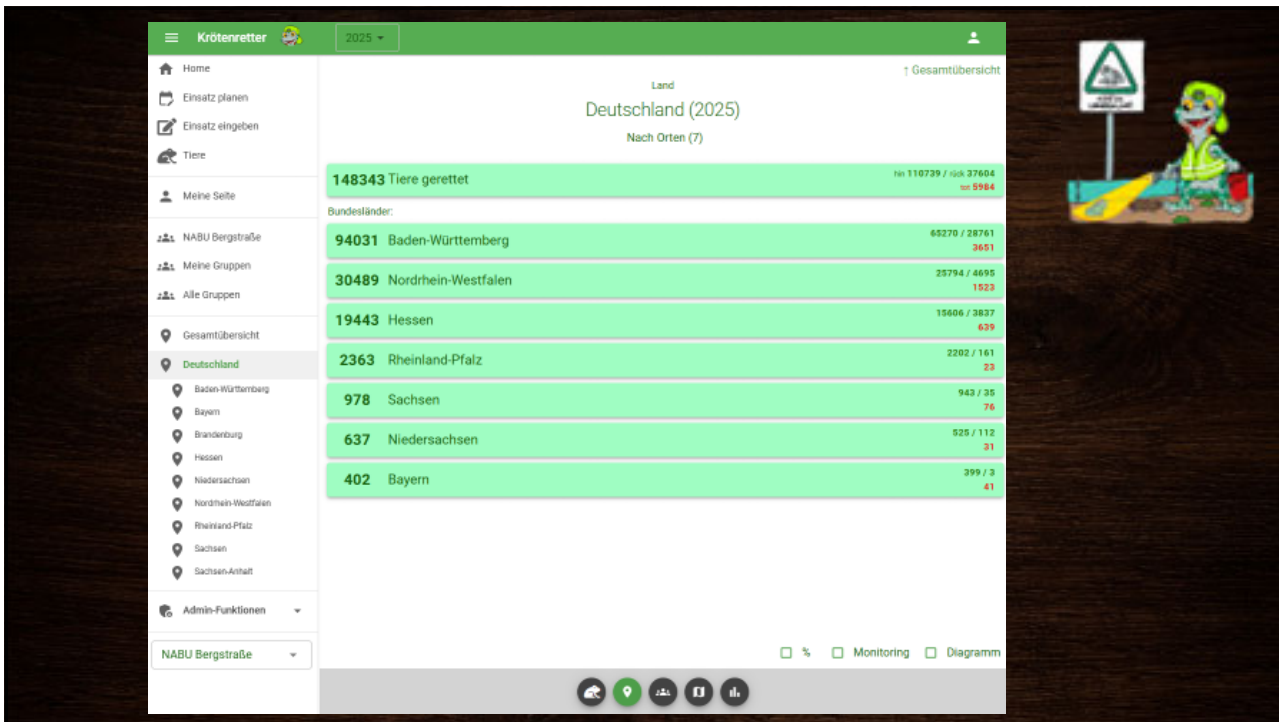 Krötenretter
2025
Home
Einsatz planen
Einsatz eingeben
Tiere
Meine Seite
NABU Bergstraße
Meine Gruppen
Alle Gruppen
Gesamtübersicht
Deutschland
Baden-Württemberg
Bayern
Brandenburg
Hessen
Niedersachsen
Nordrhein-Westfalen
Rheinland-Pfalz
Sachsen
Sachsen-Anhalt
Admin-Funktionen
NABU Bergstraße
↑ Gesamtübersicht
Land
Deutschland (2025)
Nach Orten (7)
148343 Tiere gerettet
hin 110739 / rück 37604
tot 5984
Bundesländer:
94031 Baden-Württemberg
65270 / 28761
3651
30489 Nordrhein-Westfalen
25794 / 4695
1523
19443 Hessen
15606 / 3837
639
2363 Rheinland-Pfalz
2202 / 161
23
978 Sachsen
943 / 35
76
637 Niedersachsen
525 / 112
31
402 Bayern
399 / 3
41
% Monitoring Diagramm